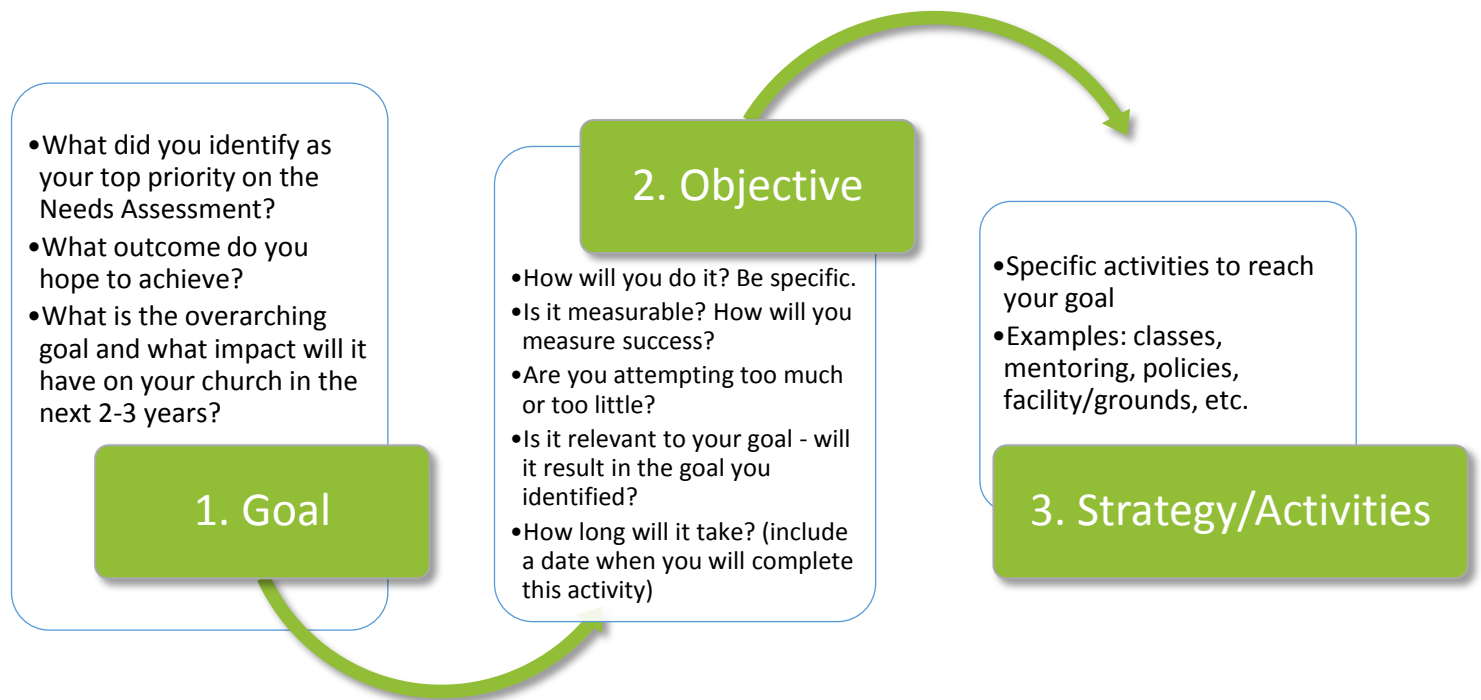 •What did you identify as
your top priority on the
Needs Assessment?
•What outcome do you
hope to achieve?
•What is the overarching
goal and what impact will it
have on your church in the
next 2-3 years?
1. Goal
2. Objective
•How will you do it? Be specific.
•Is it measurable? How will you
measure success?
•Are you attempting too much
or too little?
•Is it relevant to your goal - will
it result in the goal you
identified?
•How long will it take? (include
a date when you will complete
this activity)
•Specific activities to reach
your goal
•Examples: classes,
mentoring, policies,
facility/grounds, etc.
3. Strategy/Activities